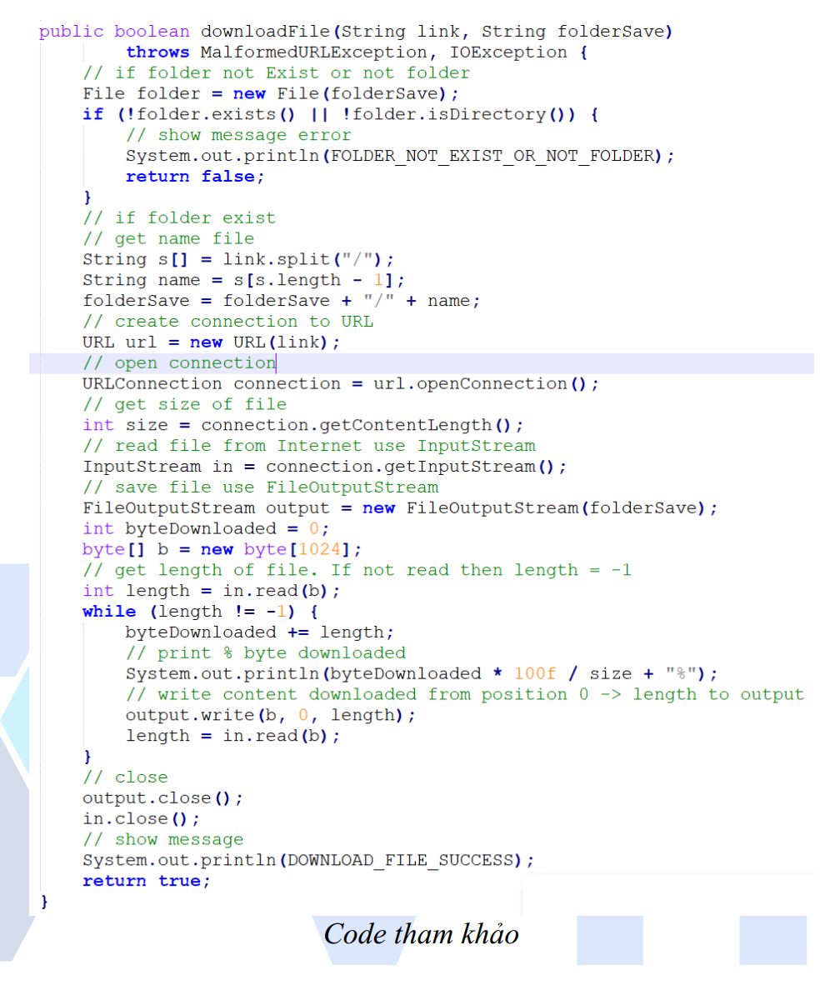 public boolean downloadFile(String link, String folderSave)
        throws MalformedURLException, IOException {
    // if folder not Exist or not folder
    File folder = new File(folderSave);
    if (!folder.exists() || !folder.isDirectory()) {
        // show message error
        System.out.println(FOLDER_NOT_EXIST_OR_NOT_FOLDER);
        return false;
    }
    // if folder exist
    // get name file
    String s[] = link.split("/");
    String name = s[s.length - 1];
    folderSave = folderSave + "/" + name;
    // create connection to URL
    URL url = new URL(link);
    // open connection
    URLConnection connection = url.openConnection();
    // get size of file
    int size = connection.getContentLength();
    // read file from Internet use InputStream
    InputStream in = connection.getInputStream();
    // save file use FileOutputStream
    FileOutputStream output = new FileOutputStream(folderSave);
    int byteDownloaded = 0;
    byte[] b = new byte[1024];
    // get length of file. If not read then length = -1
    int length = in.read(b);
    while (length != -1) {
        byteDownloaded += length;
        // print % byte downloaded
        System.out.println(byteDownloaded * 100f / size + "%");
        // write content downloaded from position 0 -> length to output
        output.write(b, 0, length);
        length = in.read(b);
    }
    // close
    output.close();
    in.close();
    // show message
    System.out.println(DOWNLOAD_FILE_SUCCESS);
    return true;
}
Code tham khảo